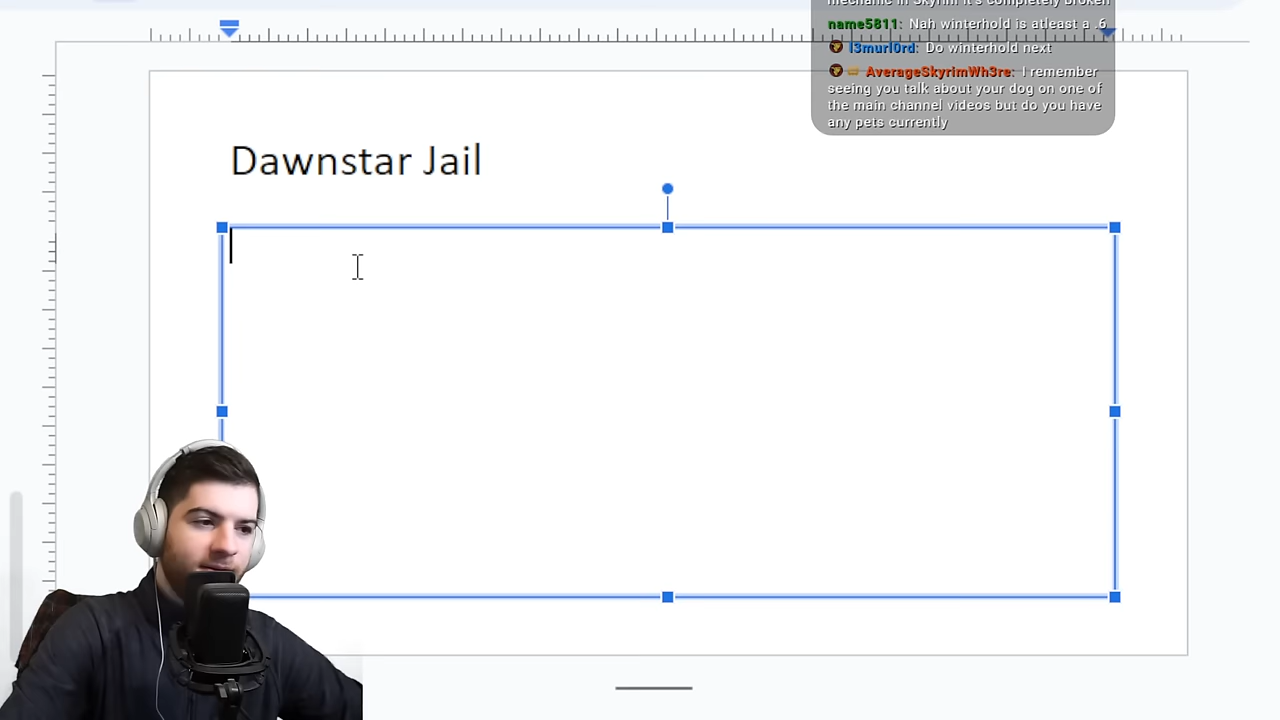 mechanic in Skyrim it's completely broken
name5811: Nah winterhold is atleast a .6
l3murl0rd: Do winterhold next
AverageSkyrimWh3re: I remember
seeing you talk about your dog on one of
the main channel videos but do you have
any pets currently
Dawnstar Jail